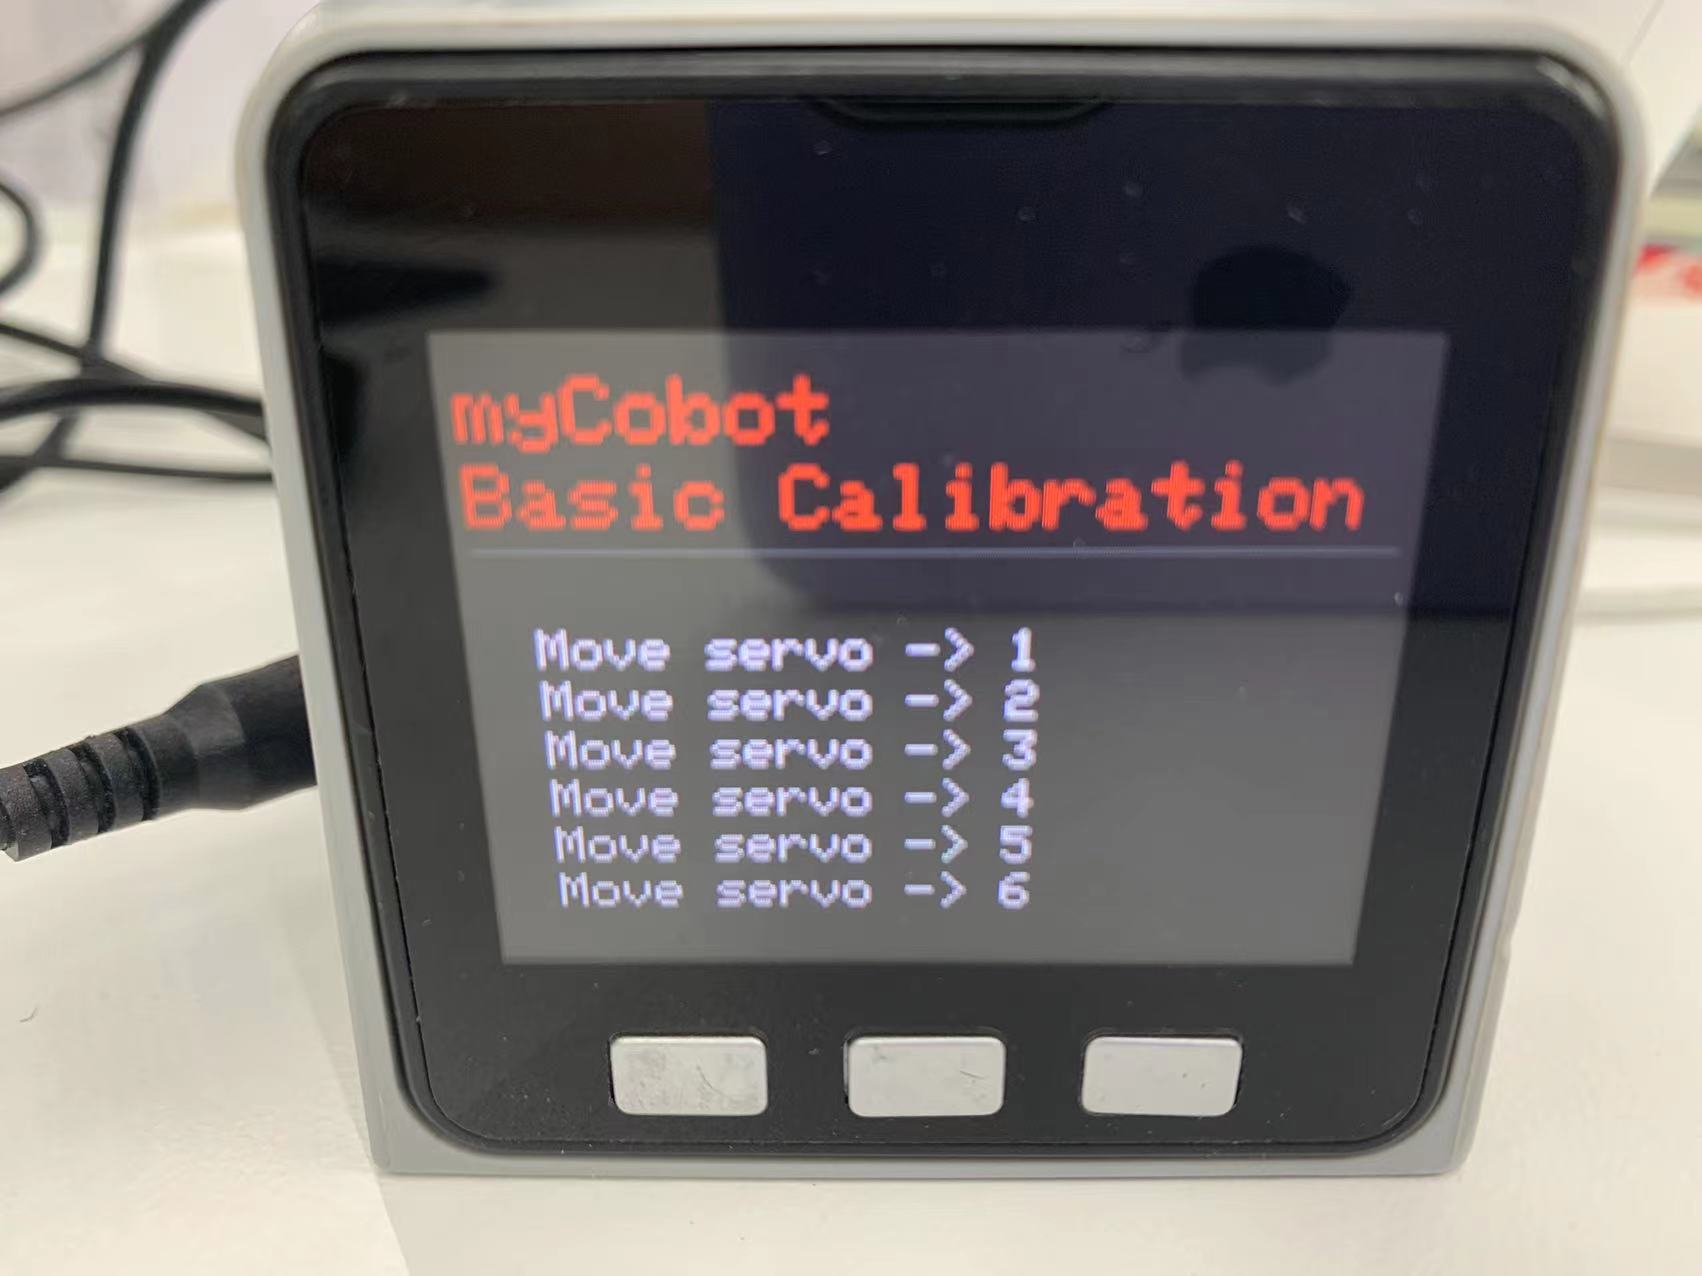 myCobot
Basic Calibration
Move servo -> 1
Move servo -> 2
Move servo -> 3
Move servo -> 4
Move servo -> 5
Move servo -> 6